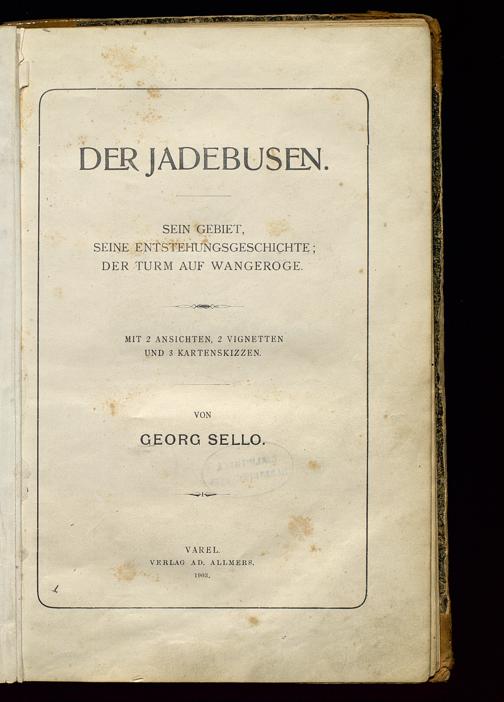 DER JADEBUSEN.
SEIN GEBIET,
SEINE ENTSTEHUNGSGESCHICHTE;
DER TURM AUF WANGEROGE.
MIT 2 ANSICHTEN, 2 VIGNETTEN
UND 3 KARTENSKIZZEN.
VON
GEORG SELLO.
VAREL.
VERLAG AD. ALLMERS.
1903.